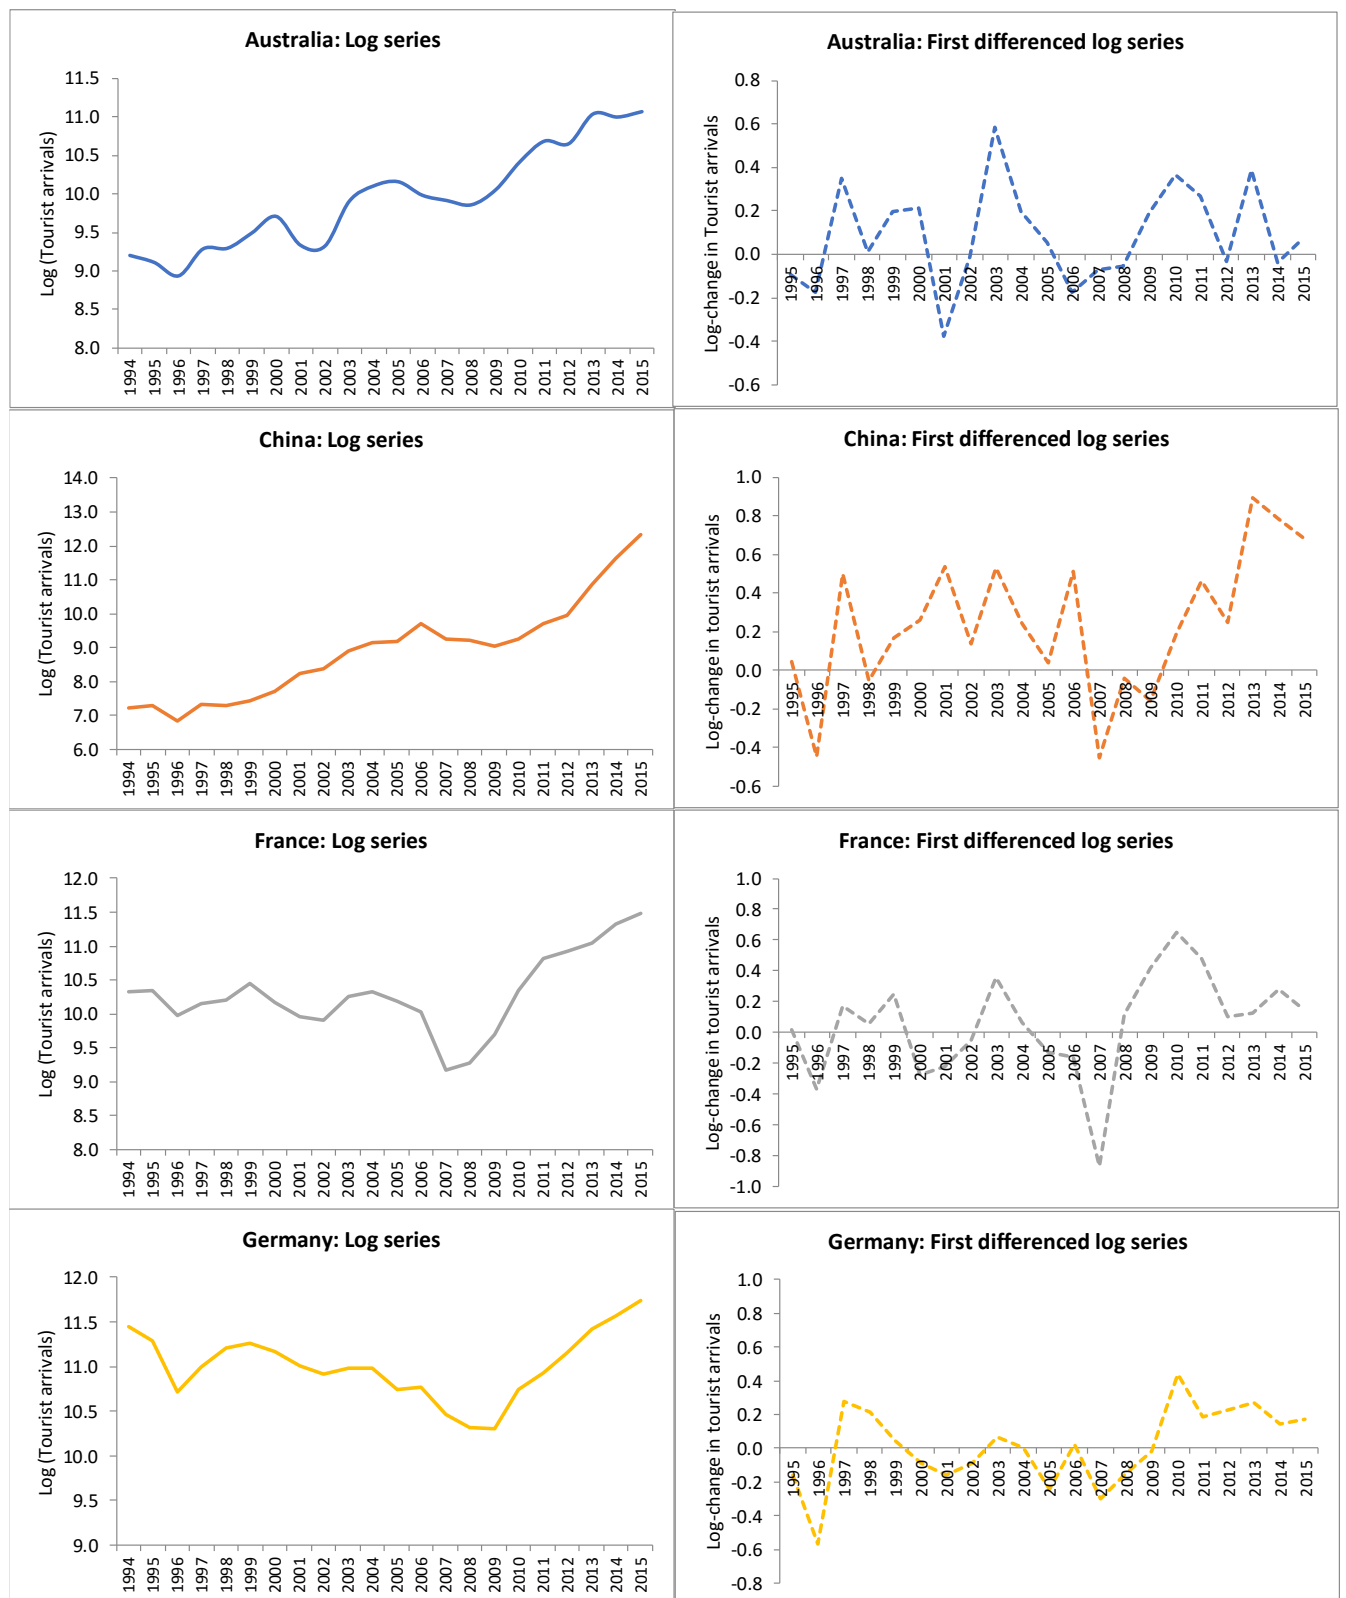 Australia: Log series
Log (Tourist arrivals)
11.5
11.0
10.5
10.0
9.5
9.0
8.5
8.0
1994 1995 1996 1997 1998 1999 2000 2001 2002 2003 2004 2005 2006 2007 2008 2009 2010 2011 2012 2013 2014 2015
Australia: First differenced log series
Log-change in Tourist arrivals
0.8
0.6
0.4
0.2
0.0
-0.2
-0.4
-0.6
1995 1996 1997 1998 1999 2000 2001 2002 2003 2004 2005 2006 2007 2008 2009 2010 2011 2012 2013 2014 2015
China: Log series
Log (Tourist arrivals)
14.0
13.0
12.0
11.0
10.0
9.0
8.0
7.0
6.0
1994 1995 1996 1997 1998 1999 2000 2001 2002 2003 2004 2005 2006 2007 2008 2009 2010 2011 2012 2013 2014 2015
China: First differenced log series
Log-change in tourist arrivals
1.0
0.8
0.6
0.4
0.2
0.0
-0.2
-0.4
-0.6
1995 1996 1997 1998 1999 2000 2001 2002 2003 2004 2005 2006 2007 2008 2009 2010 2011 2012 2013 2014 2015
France: Log series
Log (Tourist arrivals)
12.0
11.5
11.0
10.5
10.0
9.5
9.0
8.5
8.0
1994 1995 1996 1997 1998 1999 2000 2001 2002 2003 2004 2005 2006 2007 2008 2009 2010 2011 2012 2013 2014 2015
France: First differenced log series
Log-change in tourist arrivals
1.0
0.8
0.6
0.4
0.2
0.0
-0.2
-0.4
-0.6
-0.8
-1.0
1995 1996 1997 1998 1999 2000 2001 2002 2003 2004 2005 2006 2007 2008 2009 2010 2011 2012 2013 2014 2015
Germany: Log series
Log (Tourist arrivals)
12.0
11.5
11.0
10.5
10.0
9.5
9.0
1994 1995 1996 1997 1998 1999 2000 2001 2002 2003 2004 2005 2006 2007 2008 2009 2010 2011 2012 2013 2014 2015
Germany: First differenced log series
Log-change in tourist arrivals
1.0
0.8
0.6
0.4
0.2
0.0
-0.2
-0.4
-0.6
-0.8
1995 1996 1997 1998 1999 2000 2001 2002 2003 2004 2005 2006 2007 2008 2009 2010 2011 2012 2013 2014 2015